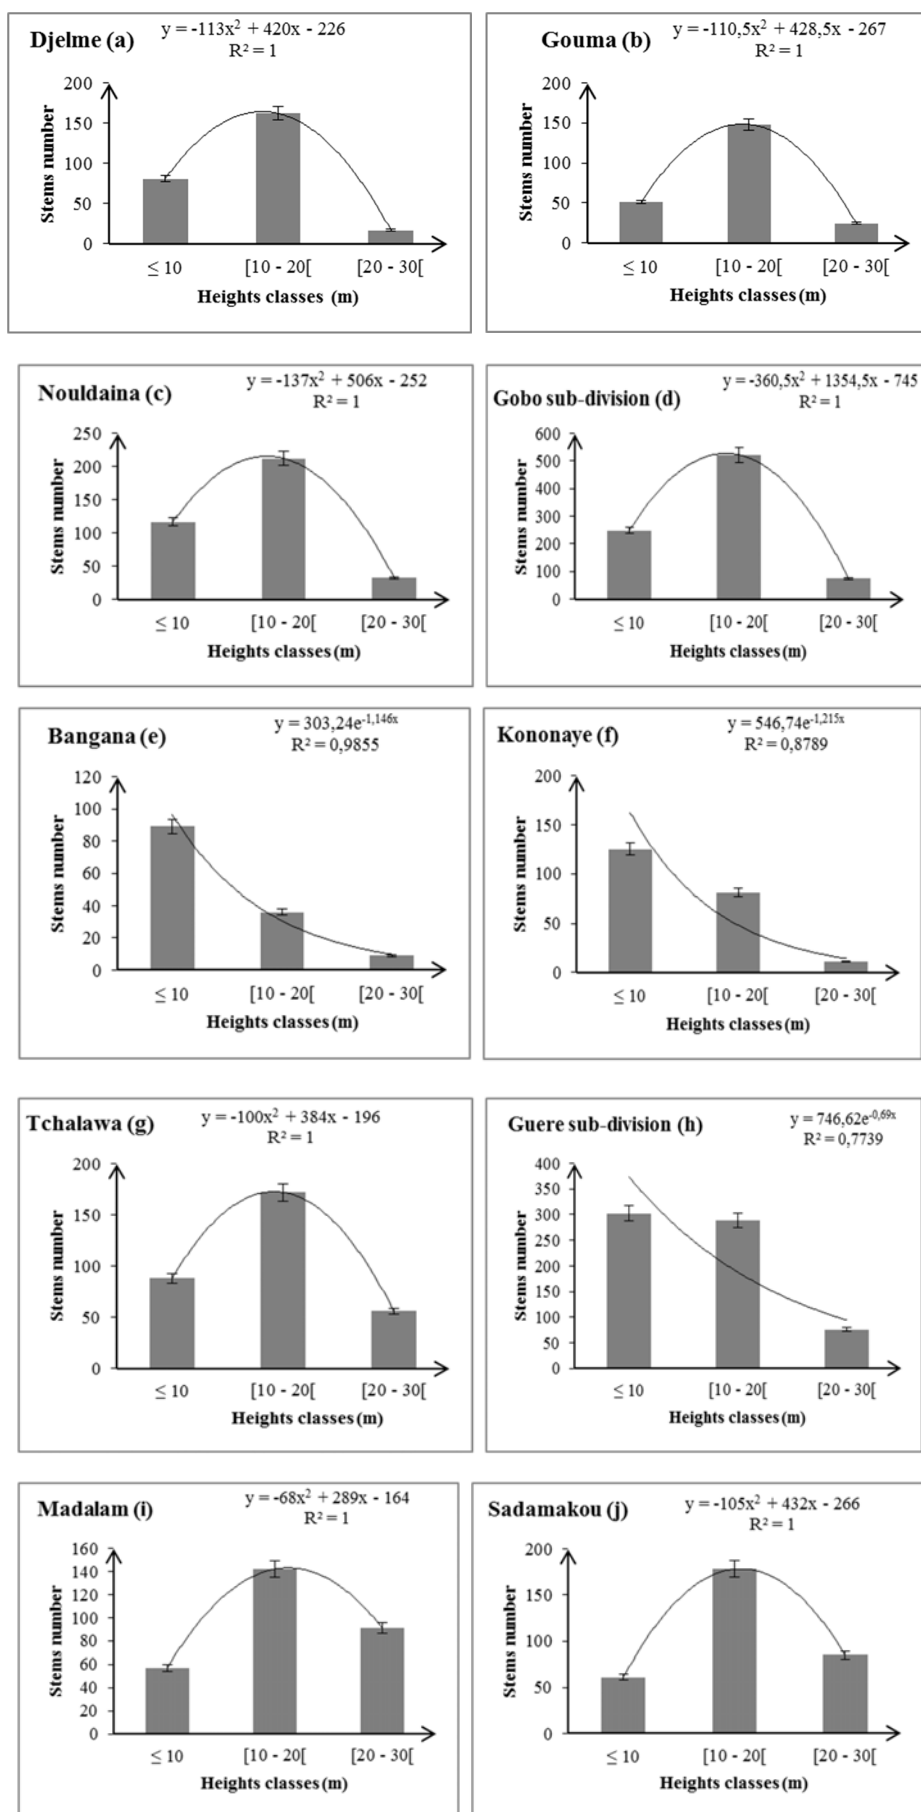 Djelme (a)
y = -113x² + 420x - 226
R² = 1
Stems number
200
150
100
50
0
≤ 10
[10 - 20[
[20 - 30[
Heights classes (m)
Gouma (b)
y = -110,5x² + 428,5x - 267
R² = 1
Stems number
200
150
100
50
0
≤ 10
[10 - 20[
[20 - 30[
Heights classes (m)
Nouldaina (c)
y = -137x² + 506x - 252
R² = 1
Stems number
250
200
150
100
50
0
≤ 10
[10 - 20[
[20 - 30[
Heights classes (m)
Gobo sub-division (d)
y = -360,5x² + 1354,5x - 745
R² = 1
Stems number
600
500
400
300
200
100
0
≤ 10
[10 - 20[
[20 - 30[
Heights classes (m)
Bangana (e)
y = 303,24e^-1,146x
R² = 0,9855
Stems number
120
100
80
60
40
20
0
≤ 10
[10 - 20[
[20 - 30[
Heights classes (m)
Kononaye (f)
y = 546,74e^-1,215x
R² = 0,8789
Stems number
200
150
100
50
0
≤ 10
[10 - 20[
[20 - 30[
Heights classes (m)
Tchalawa (g)
y = -100x² + 384x - 196
R² = 1
Stems number
200
150
100
50
0
≤ 10
[10 - 20[
[20 - 30[
Heights classes (m)
Guere sub-division (h)
y = 746,62e^-0,69x
R² = 0,7739
Stems number
400
350
300
250
200
150
100
50
0
≤ 10
[10 - 20[
[20 - 30[
Heights classes (m)
Madalam (i)
y = -68x² + 289x - 164
R² = 1
Stems number
160
140
120
100
80
60
40
20
0
≤ 10
[10 - 20[
[20 - 30[
Heights classes (m)
Sadamakou (j)
y = -105x² + 432x - 266
R² = 1
Stems number
200
150
100
50
0
≤ 10
[10 - 20[
[20 - 30[
Heights classes (m)